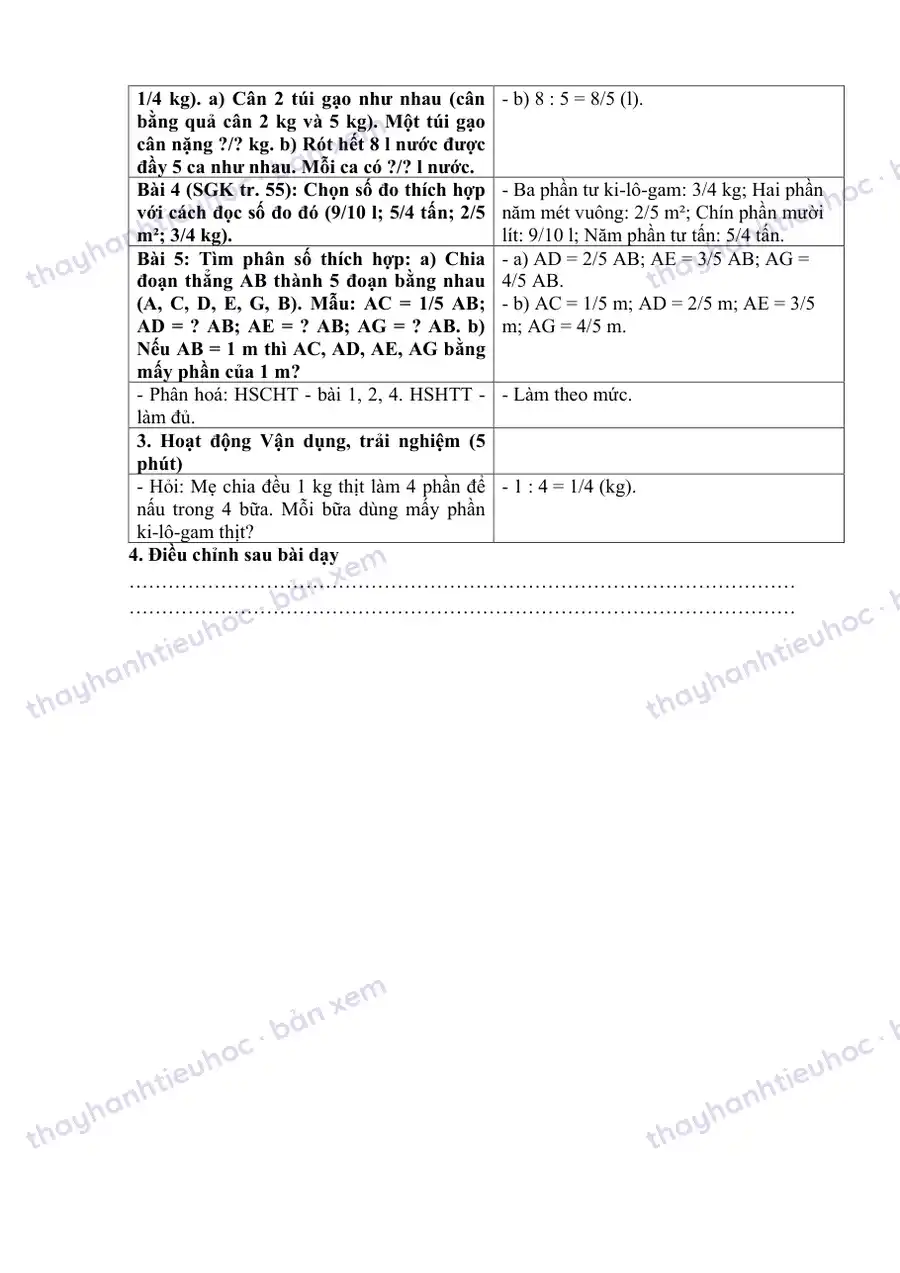 1/4 kg). a) Cân 2 túi gạo như nhau (cân
bằng quả cân 2 kg và 5 kg). Một túi gạo
cân nặng ?/? kg. b) Rót hết 8 l nước được
đầy 5 ca như nhau. Mỗi ca có ?/? l nước.
- b) 8 : 5 = 8/5 (l).
Bài 4 (SGK tr. 55): Chọn số đo thích hợp
với cách đọc số đo đó (9/10 l; 5/4 tấn; 2/5
m²; 3/4 kg).
- Ba phần tư ki-lô-gam: 3/4 kg; Hai phần
năm mét vuông: 2/5 m²; Chín phần mười
lít: 9/10 l; Năm phần tư tấn: 5/4 tấn.
Bài 5: Tìm phân số thích hợp: a) Chia
đoạn thẳng AB thành 5 đoạn bằng nhau
(A, C, D, E, G, B). Mẫu: AC = 1/5 AB;
AD = ? AB; AE = ? AB; AG = ? AB. b)
Nếu AB = 1 m thì AC, AD, AE, AG bằng
mấy phần của 1 m?
- a) AD = 2/5 AB; AE = 3/5 AB; AG =
4/5 AB.
- b) AC = 1/5 m; AD = 2/5 m; AE = 3/5
m; AG = 4/5 m.
- Phân hoá: HSCHT - bài 1, 2, 4. HSHTT -
làm đủ.
- Làm theo mức.
3. Hoạt động Vận dụng, trải nghiệm (5
phút)
- Hỏi: Mẹ chia đều 1 kg thịt làm 4 phần để
nấu trong 4 bữa. Mỗi bữa dùng mấy phần
ki-lô-gam thịt?
- 1 : 4 = 1/4 (kg).
4. Điều chỉnh sau bài dạy
……………………………………………………………………………………………
……………………………………………………………………………………………
thayhanhtieuhoc · bản xem
thayhanhtieuhoc · b
thayhanhtieuhoc · bản xem
thayhanhtieuhoc · b
thayhanhtieuhoc · bản xem
thayhanhtieuhoc · b